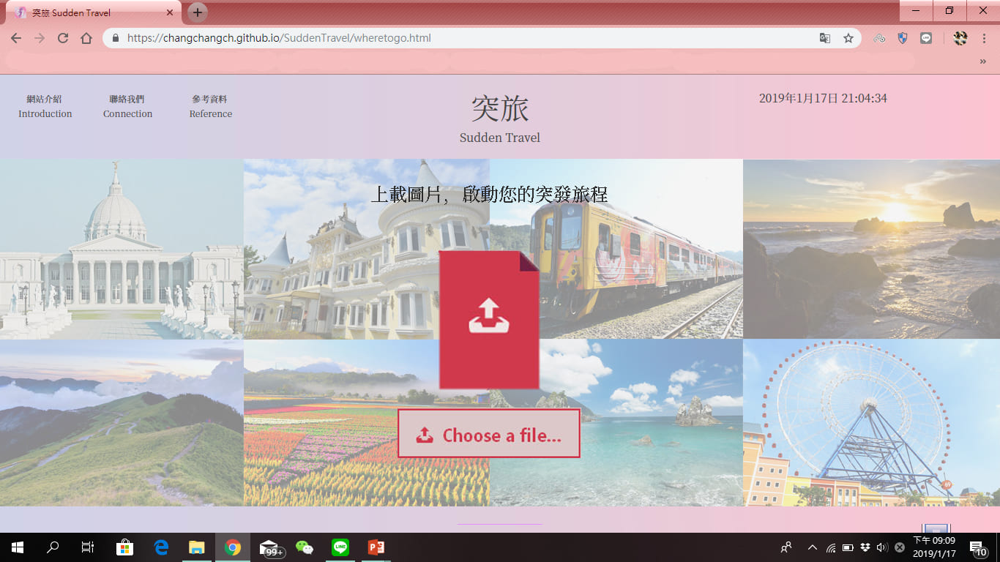 突旅 Sudden Travel
https://changchangch.github.io/SuddenTravel/wheretogo.html
網站介紹
Introduction
聯絡我們
Connection
參考資料
Reference
突旅
Sudden Travel
2019年1月17日 21:04:34
上載圖片，啟動您的突發旅程
Choose a file...
69
99+
LINE
下午 09:09
2019/1/17
10